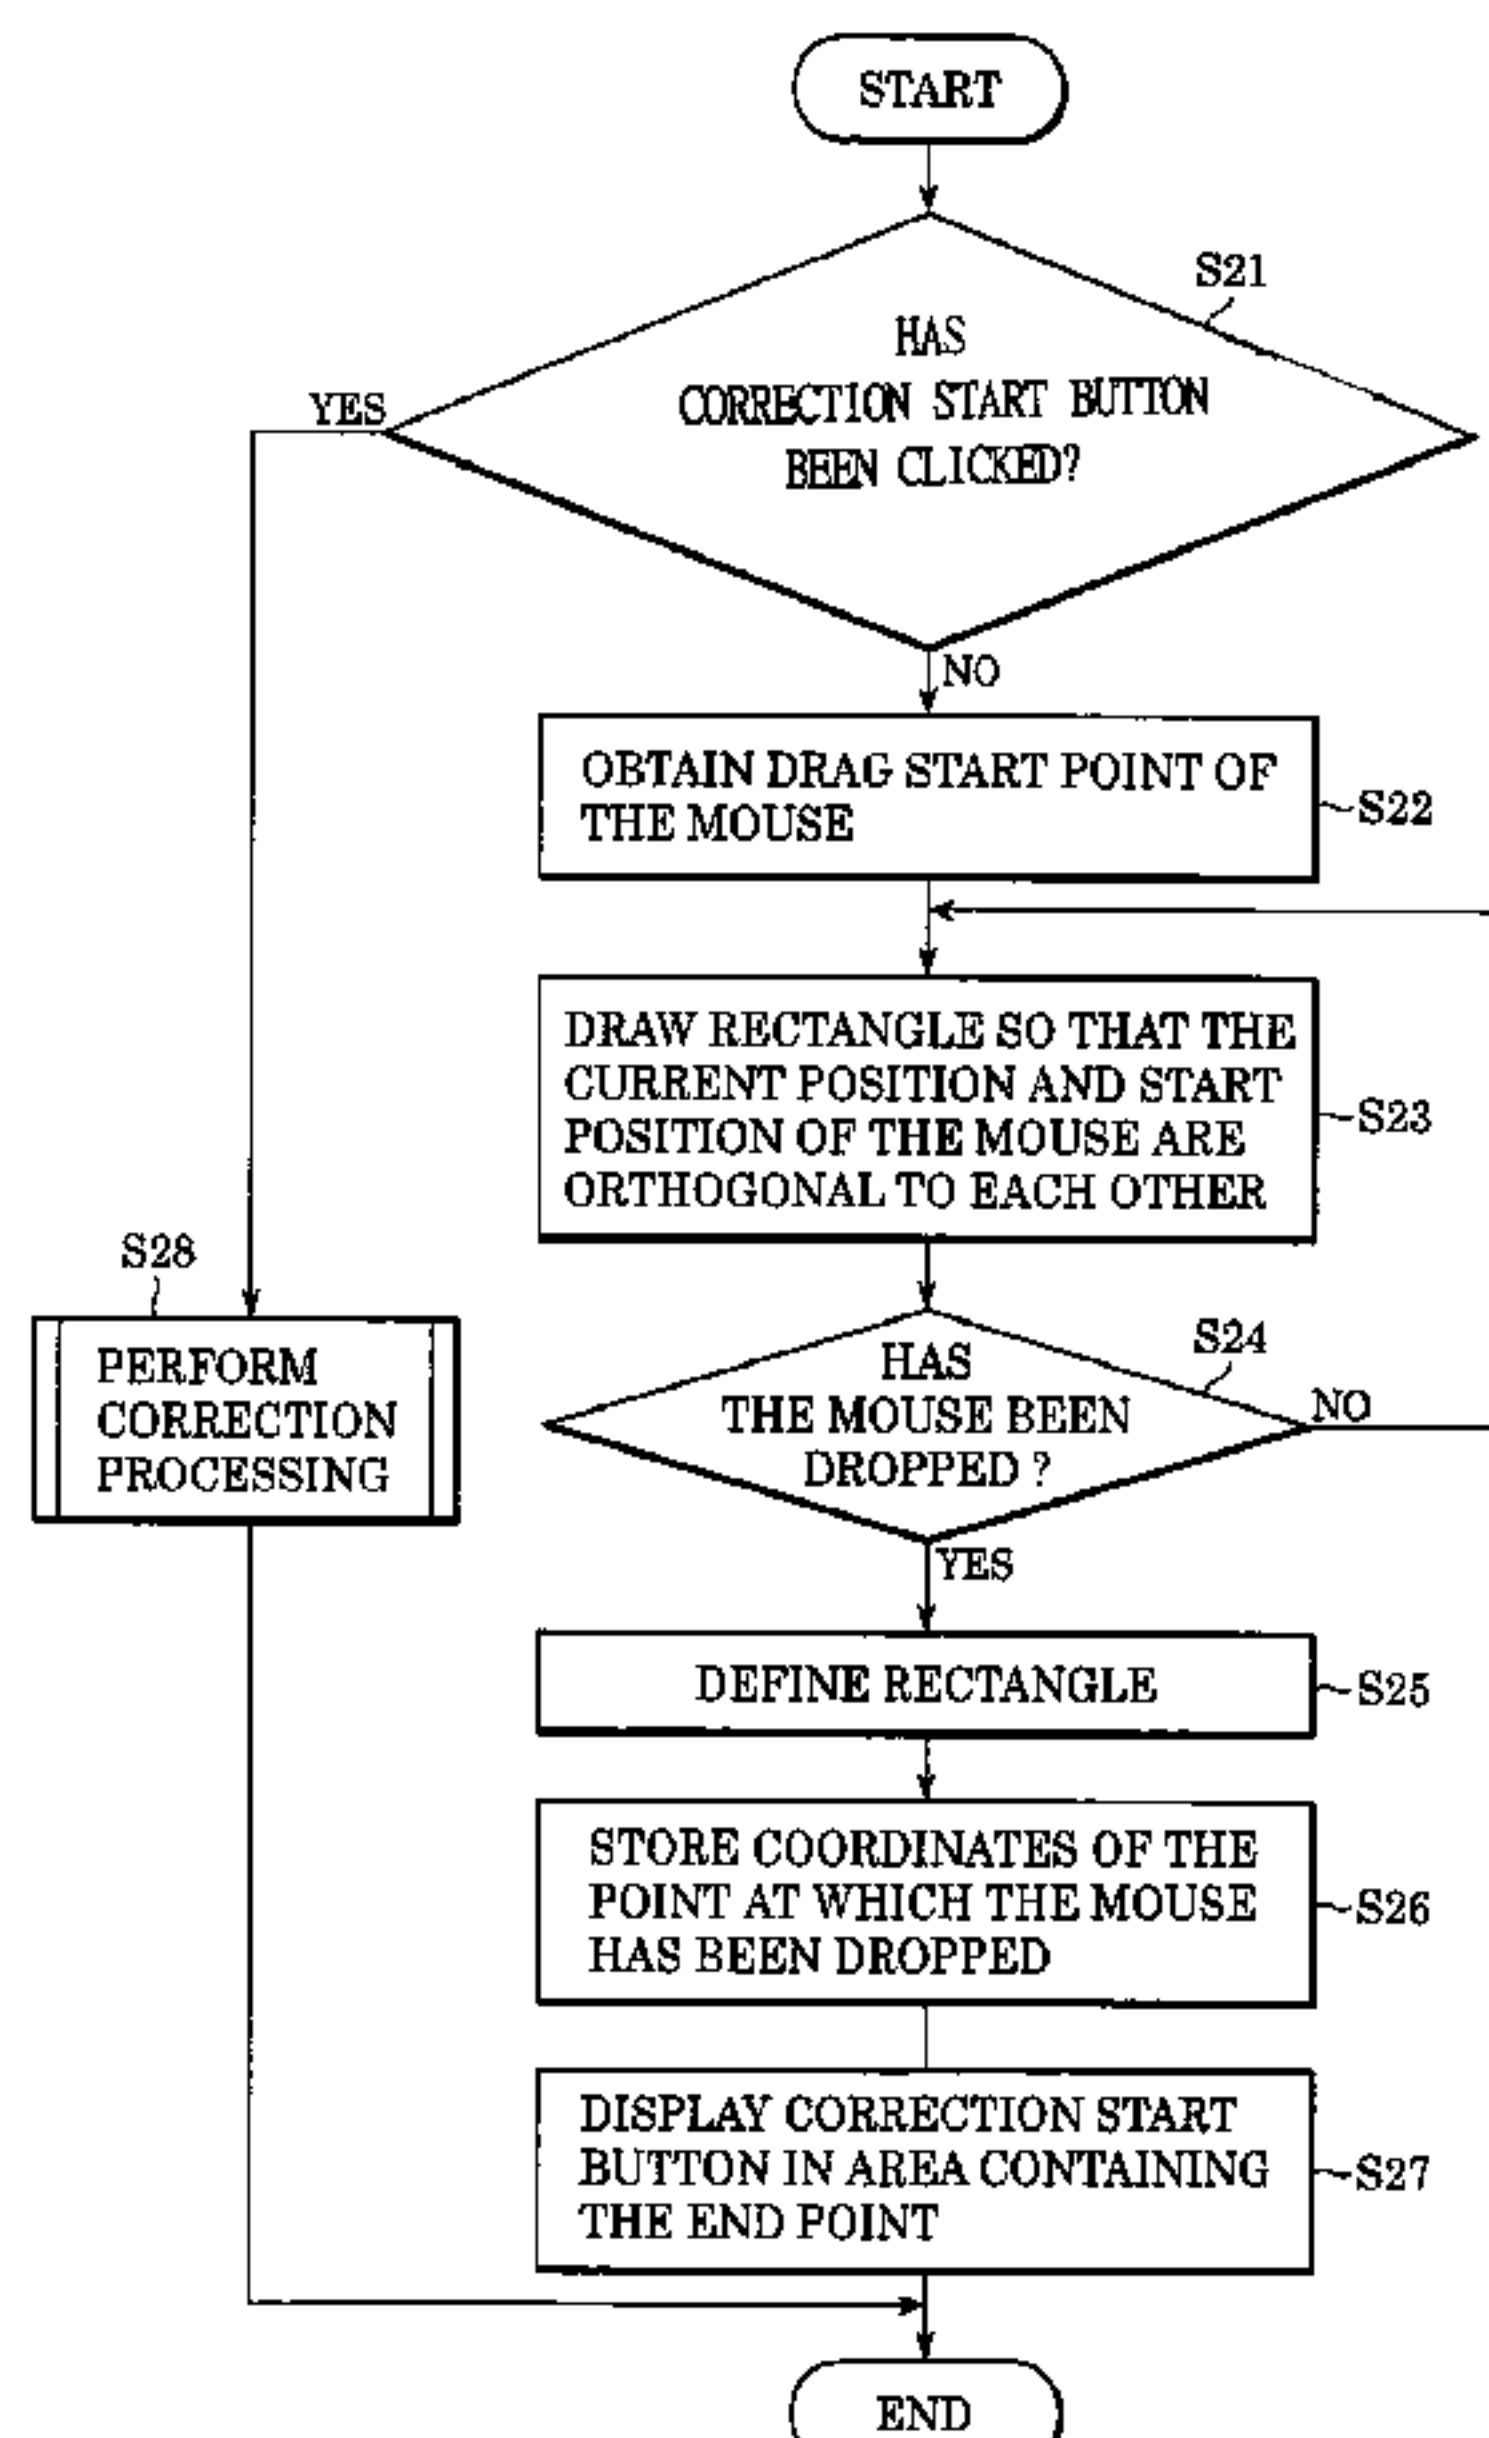 START
S21
HAS
CORRECTION START BUTTON
BEEN CLICKED?
YES
NO
OBTAIN DRAG START POINT OF
THE MOUSE
S22
DRAW RECTANGLE SO THAT THE
CURRENT POSITION AND START
POSITION OF THE MOUSE ARE
ORTHOGONAL TO EACH OTHER
S23
S28
PERFORM
CORRECTION
PROCESSING
S24
HAS
THE MOUSE BEEN
DROPPED ?
NO
YES
DEFINE RECTANGLE
S25
STORE COORDINATES OF THE
POINT AT WHICH THE MOUSE
HAS BEEN DROPPED
S26
DISPLAY CORRECTION START
BUTTON IN AREA CONTAINING
THE END POINT
S27
END